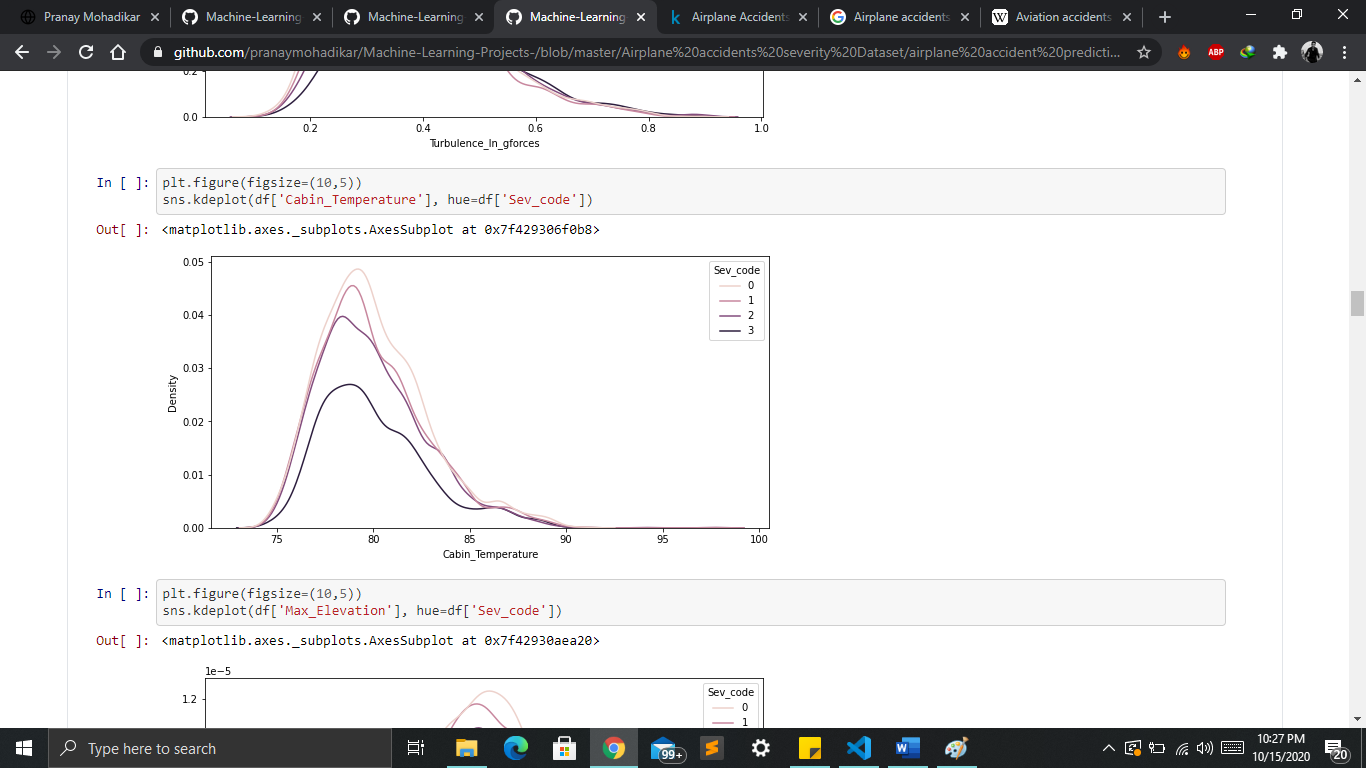 Pranay Mohadikar
Machine-Learning
Machine-Learning
Machine-Learning
Airplane Accidents
Airplane accidents
Aviation accidents
github.com/pranaymohadikar/Machine-Learning-Projects-/blob/master/Airplane%20accidents%20severity%20Dataset/airplane%20accident%20predicti...
ABP
0.2
0.0
0.2 0.4 0.6 0.8 1.0
Turbulence_In_gforces
In [ ]: plt.figure(figsize=(10,5))
sns.kdeplot(df['Cabin_Temperature'], hue=df['Sev_code'])
Out[ ]: <matplotlib.axes._subplots.AxesSubplot at 0x7f429306f0b8>
Sev_code
0
1
2
3
0.05
0.04
0.03
0.02
0.01
0.00
Density
75 80 85 90 95 100
Cabin_Temperature
In [ ]: plt.figure(figsize=(10,5))
sns.kdeplot(df['Max_Elevation'], hue=df['Sev_code'])
Out[ ]: <matplotlib.axes._subplots.AxesSubplot at 0x7f42930aea20>
1e−5
1.2
Sev_code
0
1
Type here to search
99+
10:27 PM
10/15/2020
20